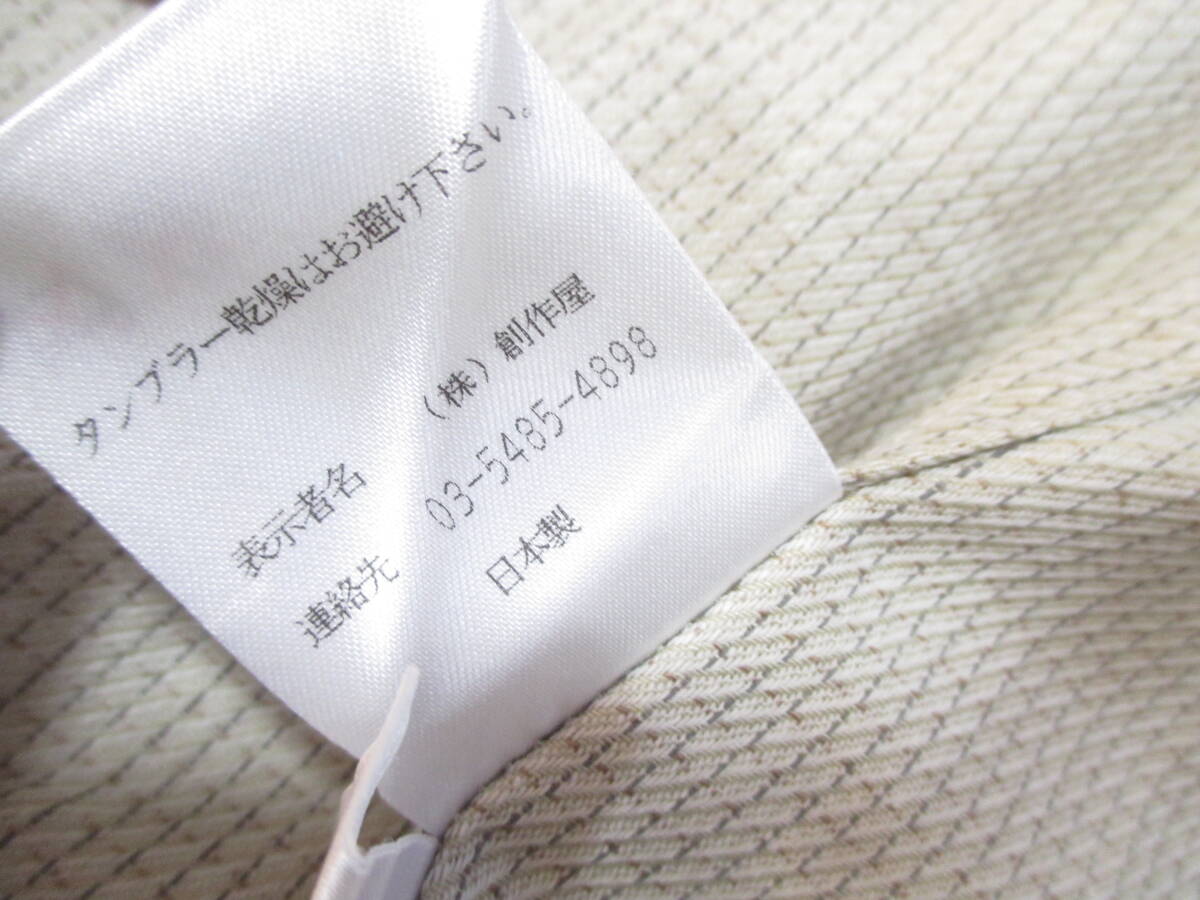 タンブラー乾燥はお避け下さい。
表示者名 (株) 創作屋
連絡先 03-5485-4898
日本製